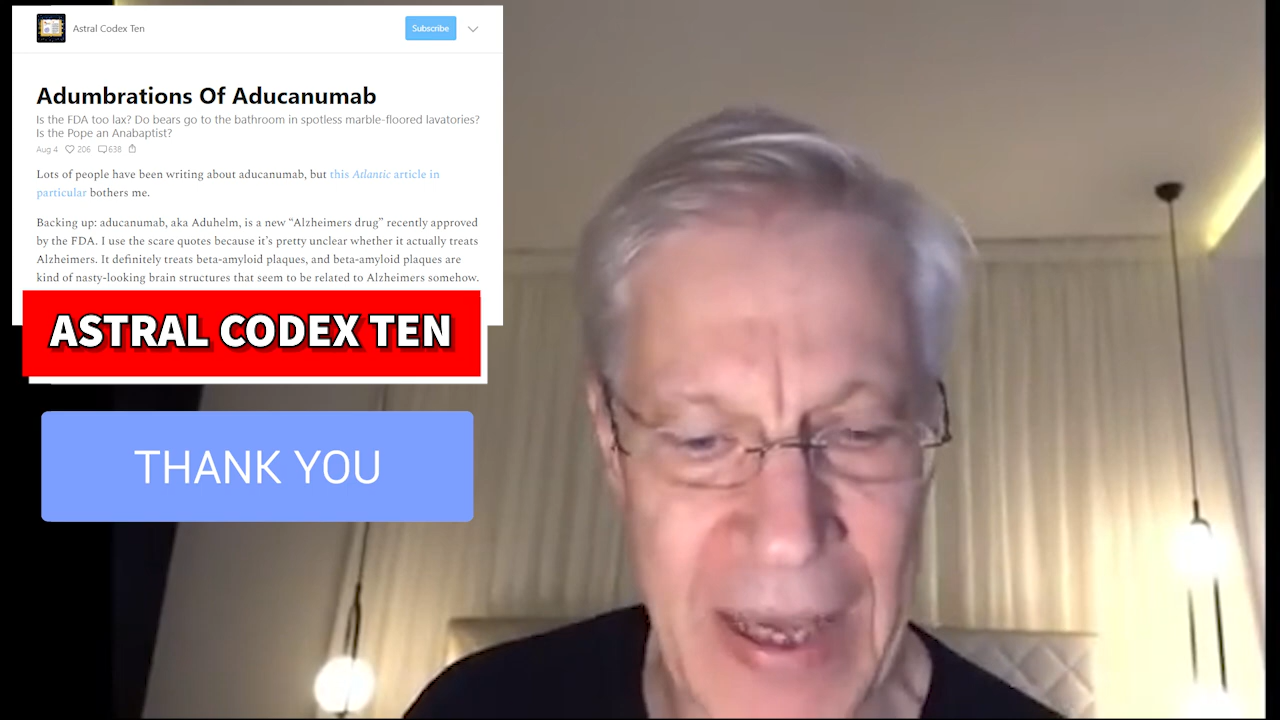 Astral Codex Ten
Subscribe
Adumbrations Of Aducanumab
Is the FDA too lax? Do bears go to the bathroom in spotless marble-floored lavatories?
Is the Pope an Anabaptist?
Aug 4 206 638
Lots of people have been writing about aducanumab, but this Atlantic article in
particular bothers me.
Backing up: aducanumab, aka Aduhelm, is a new “Alzheimers drug” recently approved
by the FDA. I use the scare quotes because it’s pretty unclear whether it actually treats
Alzheimers. It definitely treats beta-amyloid plaques, and beta-amyloid plaques are
kind of nasty-looking brain structures that seem to be related to Alzheimers somehow.
ASTRAL CODEX TEN
THANK YOU